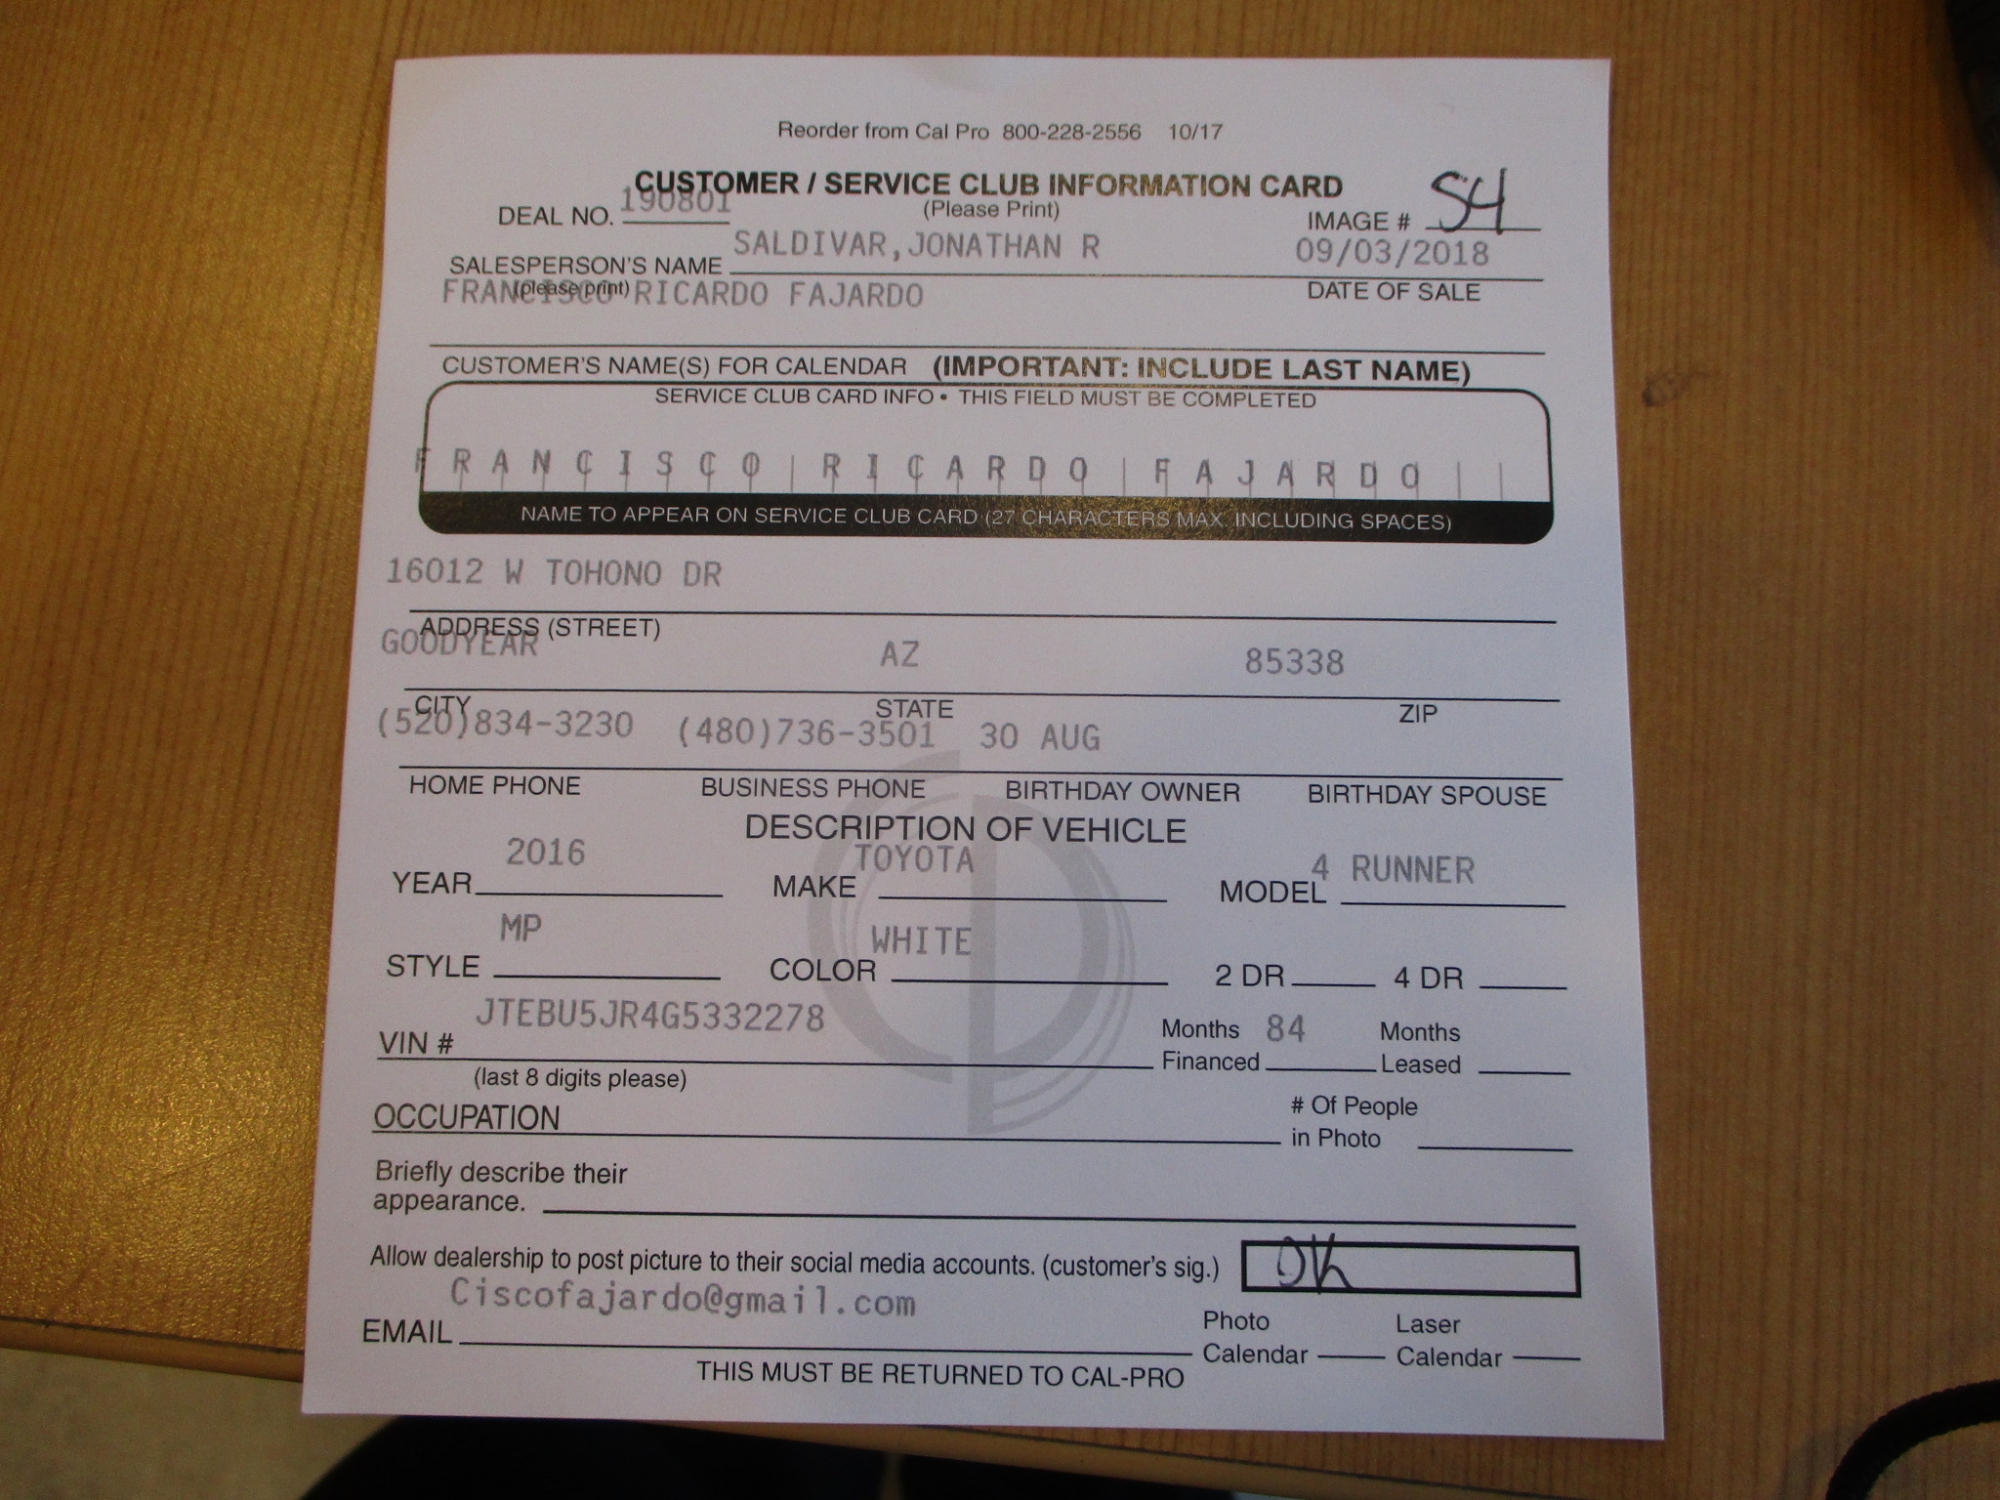 Reorder from Cal Pro 800-228-2556 10/17
CUSTOMER / SERVICE CLUB INFORMATION CARD
(Please Print)
DEAL NO. 190801 IMAGE # 54
SALESPERSON'S NAME SALDIVAR,JONATHAN R 09/03/2018
(please print) DATE OF SALE
FRANCISCO RICARDO FAJARDO
CUSTOMER'S NAME(S) FOR CALENDAR (IMPORTANT: INCLUDE LAST NAME)
SERVICE CLUB CARD INFO • THIS FIELD MUST BE COMPLETED
FRANCISCO RICARDO FAJARDO
NAME TO APPEAR ON SERVICE CLUB CARD (27 CHARACTERS MAX. INCLUDING SPACES)
16012 W TOHONO DR
ADDRESS (STREET)
GOODYEAR AZ 85338
CITY STATE ZIP
(520)834-3230 (480)736-3501 30 AUG
HOME PHONE BUSINESS PHONE BIRTHDAY OWNER BIRTHDAY SPOUSE
DESCRIPTION OF VEHICLE
YEAR 2016 MAKE TOYOTA MODEL 4 RUNNER
STYLE MP COLOR WHITE 2 DR 4 DR
VIN # JTEBU5JR4G5332278 Months Financed 84 Months Leased
(last 8 digits please)
OCCUPATION # Of People in Photo
Briefly describe their
appearance.
Allow dealership to post picture to their social media accounts. (customer's sig.) OK
EMAIL Ciscofajardo@gmail.com Photo Calendar Laser Calendar
THIS MUST BE RETURNED TO CAL-PRO